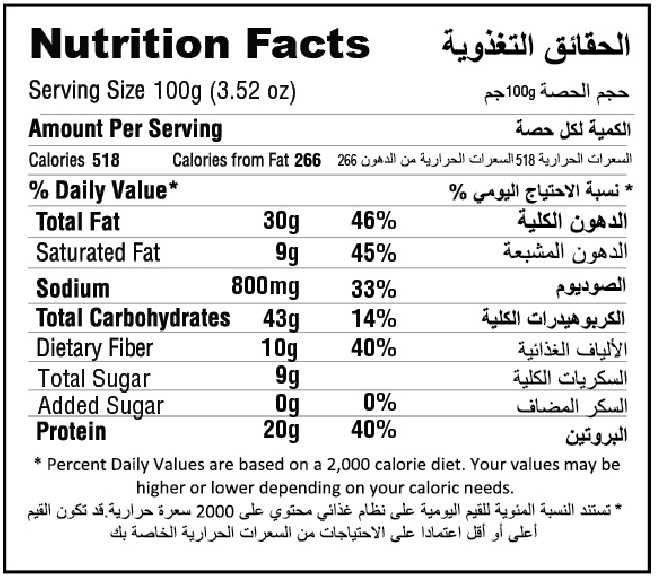 Nutrition Facts الحقائق التغذوية
Serving Size 100g (3.52 oz) حجم الحصة 100gجم
Amount Per Serving الكمية لكل حصة
Calories 518 Calories from Fat 266 السعرات الحرارية 518 السعرات الحرارية من الدهون 266
% Daily Value* * نسبة الاحتياج اليومي %
Total Fat 30g 46% الدهون الكلية
Saturated Fat 9g 45% الدهون المشبعة
Sodium 800mg 33% الصوديوم
Total Carbohydrates 43g 14% الكربوهيدرات الكلية
Dietary Fiber 10g 40% الألياف الغذائية
Total Sugar 9g السكريات الكلية
Added Sugar 0g 0% السكر المضاف
Protein 20g 40% البروتين
* Percent Daily Values are based on a 2,000 calorie diet. Your values may be
higher or lower depending on your caloric needs.
* تستند النسبة المئوية للقيم اليومية على نظام غذائي محتوي على 2000 سعرة حرارية.قد تكون القيم
أعلى أو أقل اعتمادا على الاحتياجات من السعرات الحرارية الخاصة بك